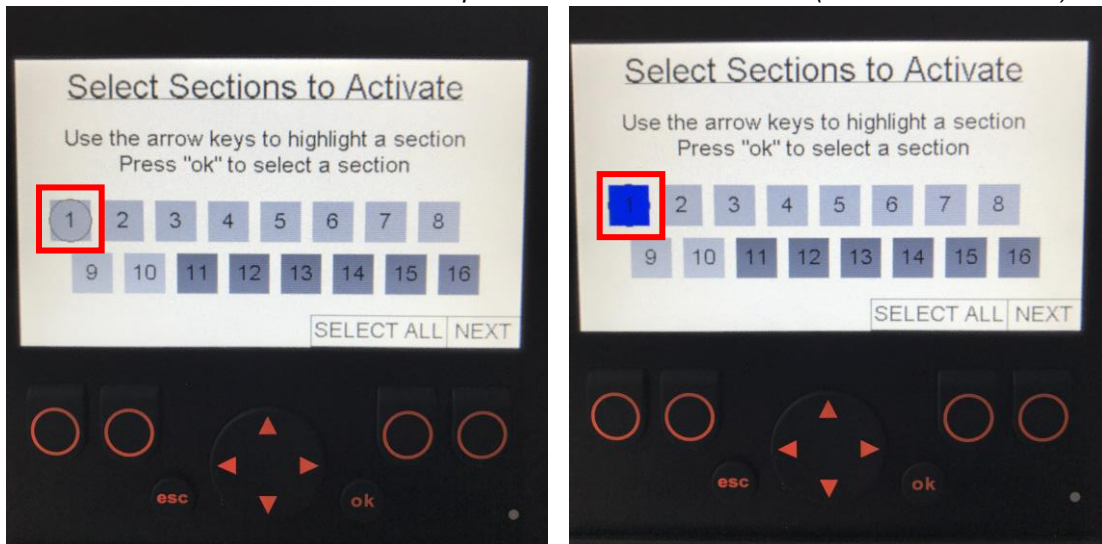 Select Sections to Activate
Use the arrow keys to highlight a section
Press "ok" to select a section
1 2 3 4 5 6 7 8
9 10 11 12 13 14 15 16
SELECT ALL NEXT
esc
ok
Select Sections to Activate
Use the arrow keys to highlight a section
Press "ok" to select a section
1 2 3 4 5 6 7 8
9 10 11 12 13 14 15 16
SELECT ALL NEXT
esc
ok